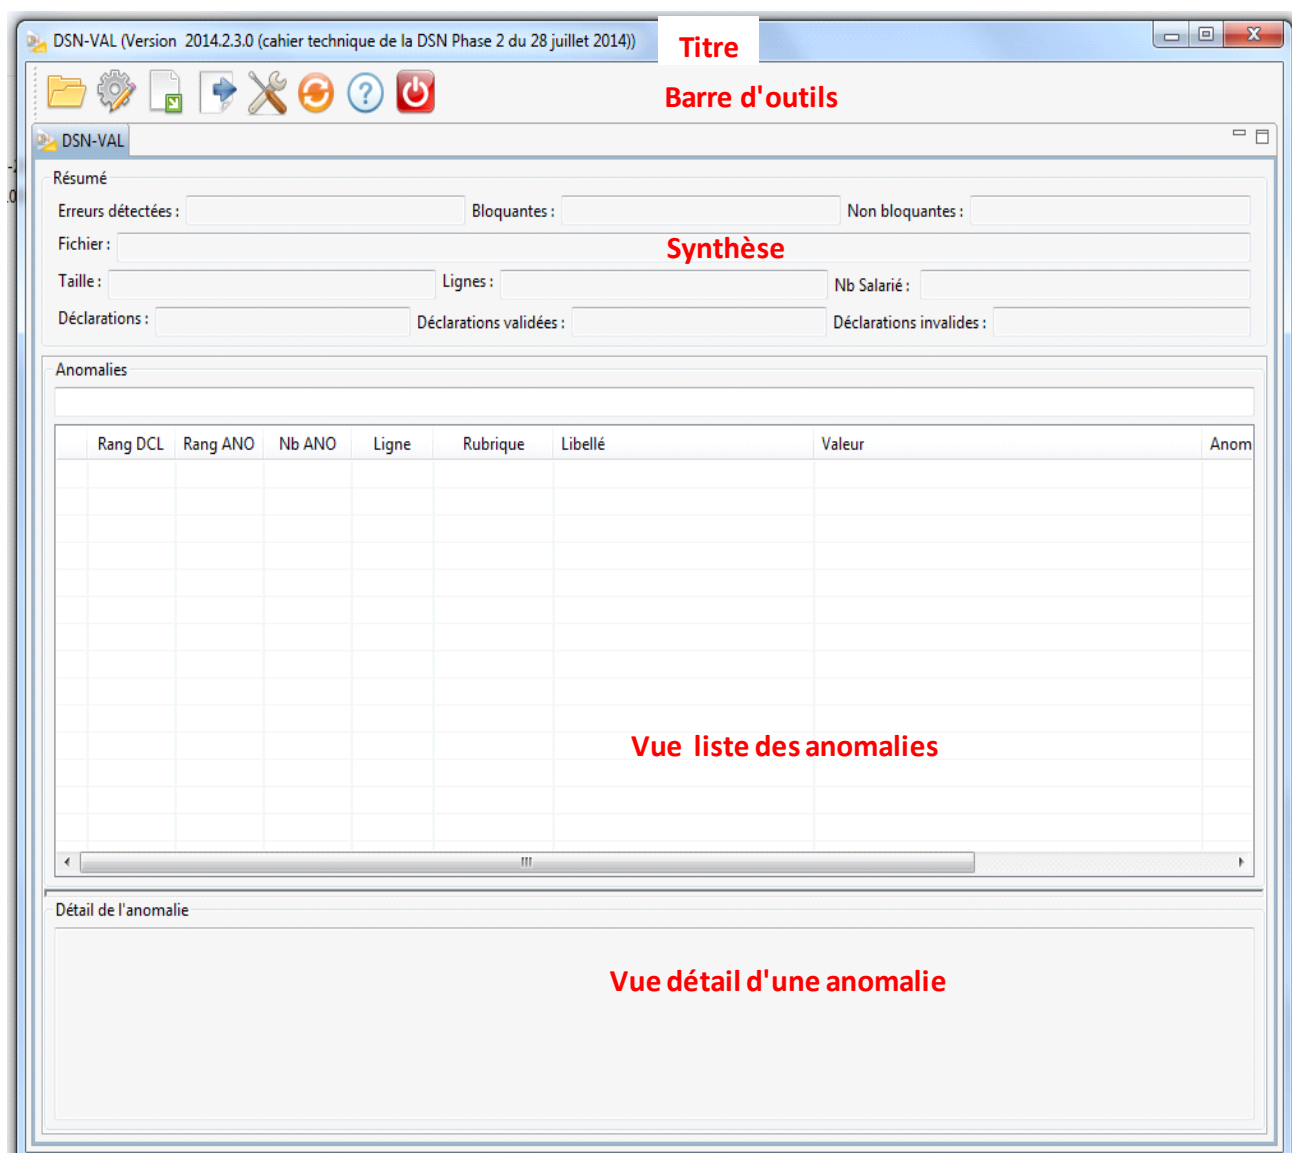 DSN-VAL (Version 2014.2.3.0 (cahier technique de la DSN Phase 2 du 28 juillet 2014))
Titre
Barre d'outils
DSN-VAL
Résumé
Erreurs détectées : Bloquantes : Non bloquantes :
Fichier : Synthèse
Taille : Lignes : Nb Salarié :
Déclarations : Déclarations validées : Déclarations invalides :
Anomalies
Rang DCL Rang ANO Nb ANO Ligne Rubrique Libellé Valeur Anom
Vue liste des anomalies
Détail de l'anomalie
Vue détail d'une anomalie